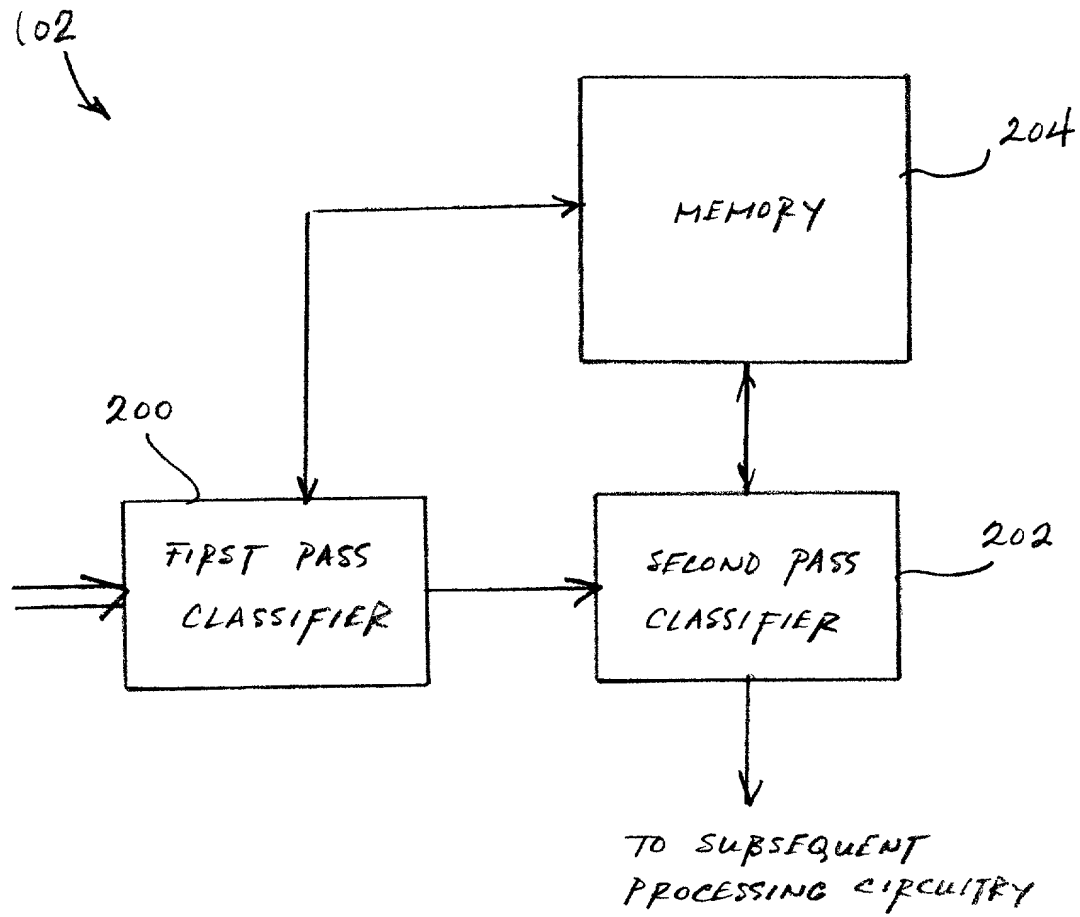 102
204
MEMORY
200
FIRST PASS
CLASSIFIER
202
SECOND PASS
CLASSIFIER
TO SUBSEQUENT
PROCESSING CIRCUITRY